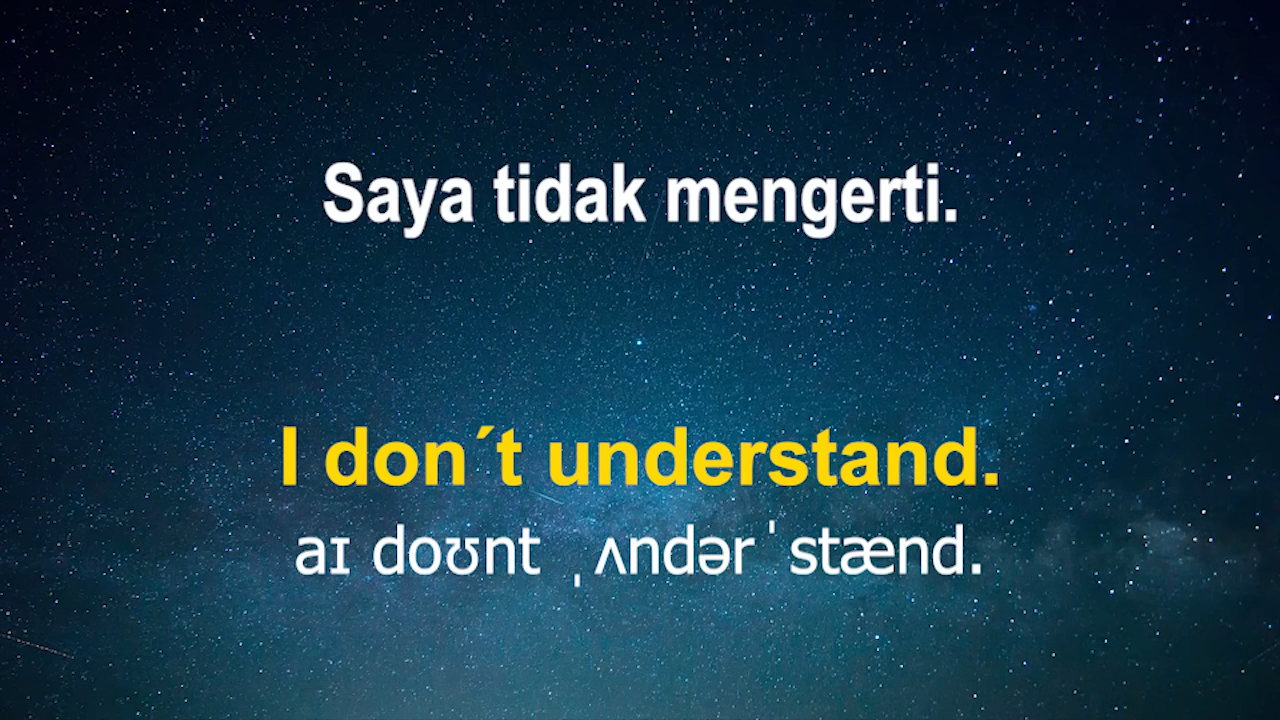 Saya tidak mengerti.
I don´t understand.
aɪ doʊnt ˌʌndərˈstænd.